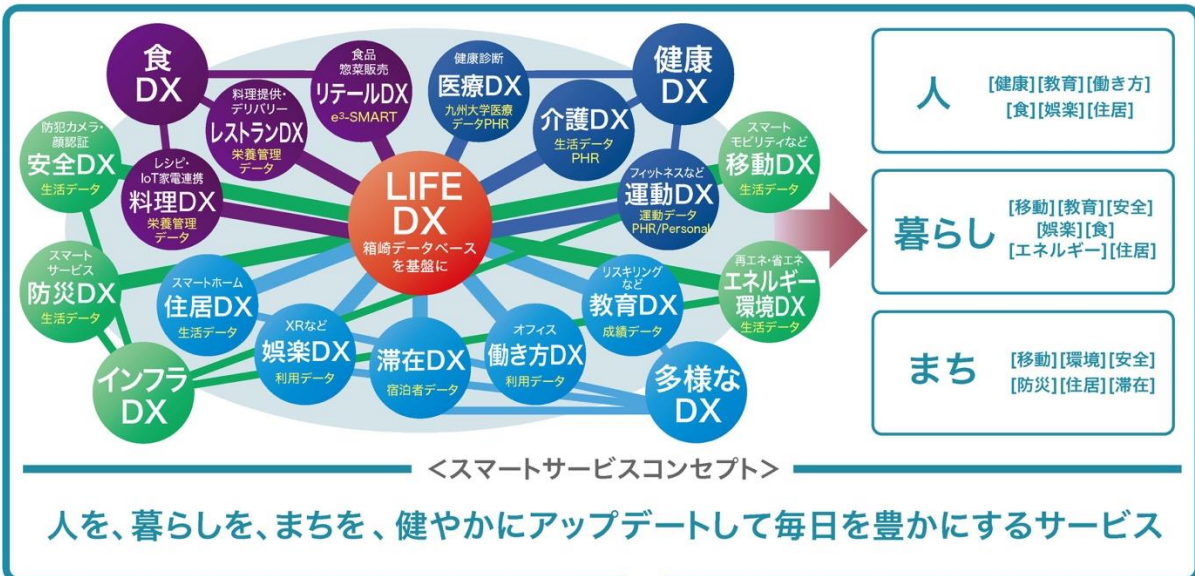 食
DX
食品
惣菜販売
リテールDX
e³-SMART
料理提供・
デリバリー
レストランDX
栄養管理
データ
レシピ・
IoT家電連携
料理DX
栄養管理
データ
健康診断
医療DX
九州大学医療
データPHR
健康
DX
介護DX
生活データ
PHR
フィットネスなど
運動DX
運動データ
PHR/Personal
防犯カメラ・
顔認証
安全DX
生活データ
スマート
モビリティなど
移動DX
生活データ
LIFE
DX
箱崎データベース
を基盤に
スマート
サービス
防災DX
生活データ
再エネ・省エネ
エネルギー
環境DX
生活データ
インフラ
DX
スマートホーム
住居DX
生活データ
XRなど
娯楽DX
利用データ
滞在DX
宿泊者データ
オフィス
働き方DX
利用データ
リスキリング
など
教育DX
成績データ
多様な
DX
人
[健康][教育][働き方]
[食][娯楽][住居]
暮らし
[移動][教育][安全]
[娯楽][食]
[エネルギー][住居]
まち
[移動][環境][安全]
[防災][住居][滞在]
＜スマートサービスコンセプト＞
人を、暮らしを、まちを、健やかにアップデートして毎日を豊かにするサービス